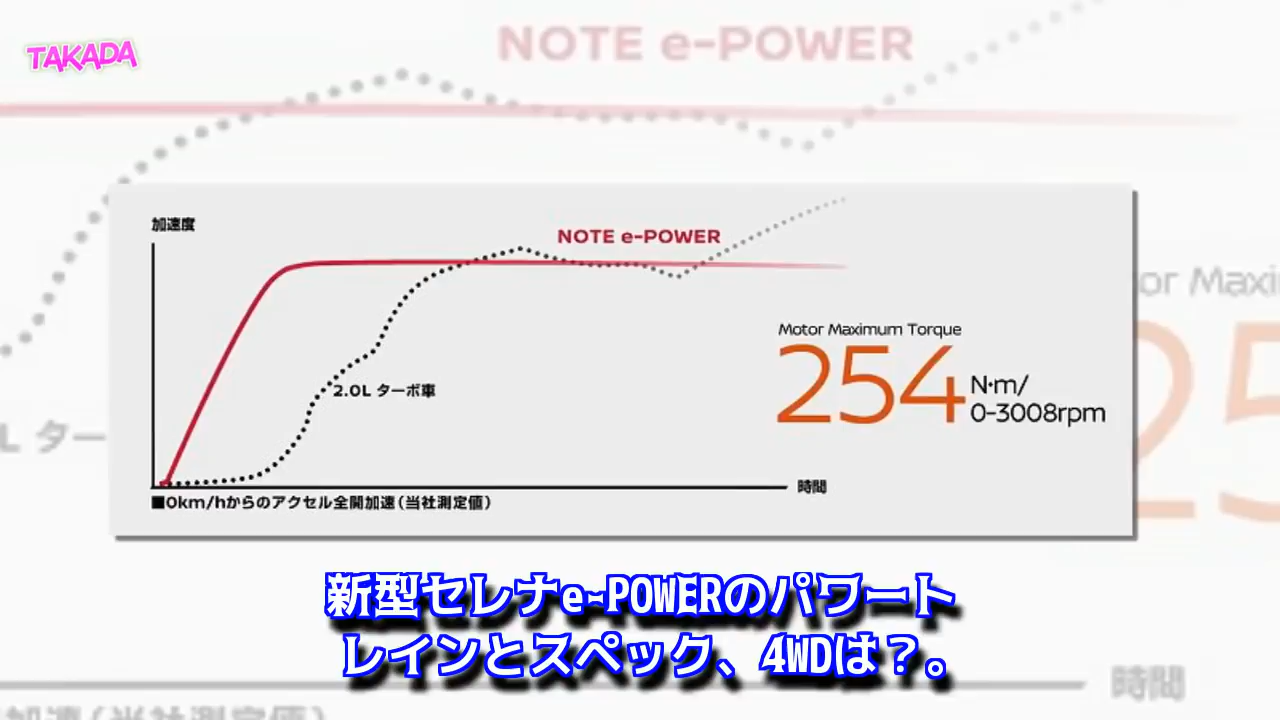 TAKADA
NOTE e-POWER
加速度
NOTE e-POWER
or Maxi
Motor Maximum Torque
254
N·m/
0-3008rpm
25
2.0L ターボ車
L ター
時間
■0km/hからのアクセル全開加速(当社測定値)
新型セレナe-POWERのパワート
レインとスペック、4WDは?。
時間